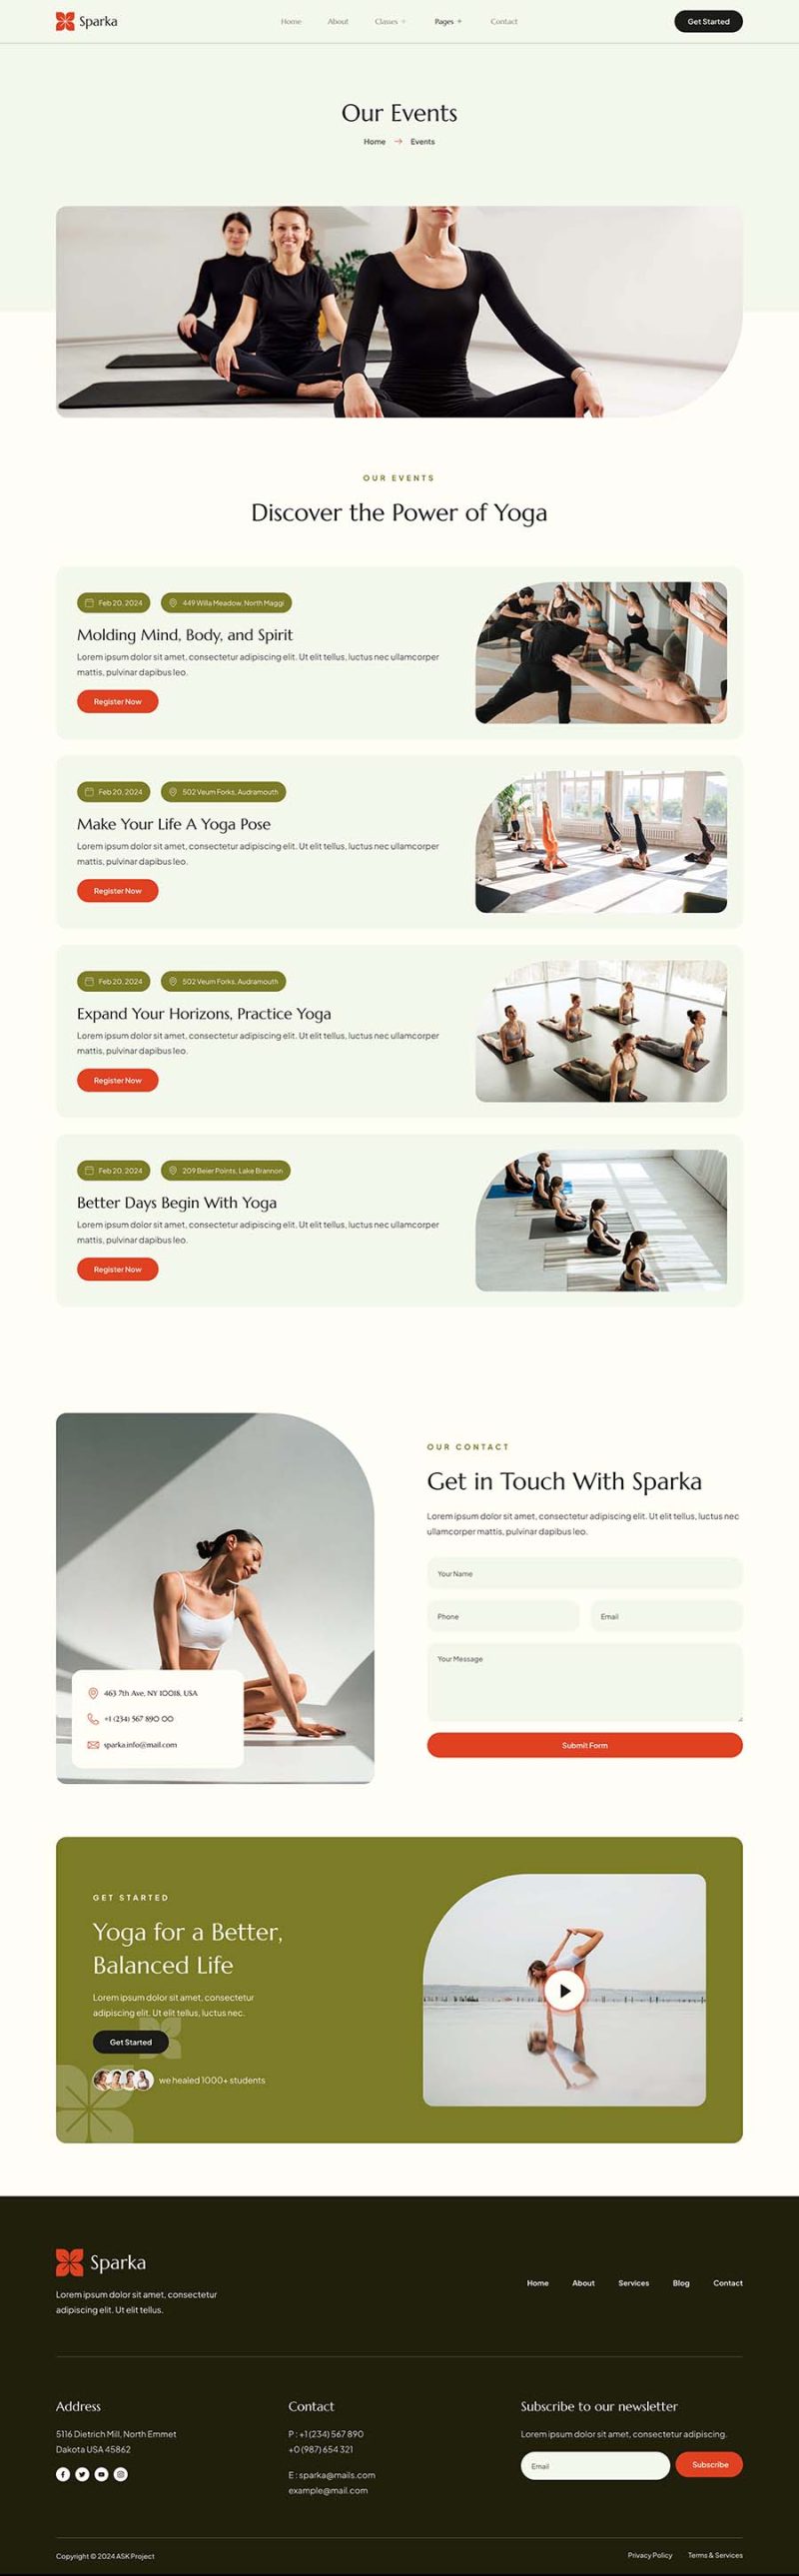 Sparka
Home About Classes + Pages + Contact
Get Started
Our Events
Home → Events
OUR EVENTS
Discover the Power of Yoga
Feb 20, 2024 449 Willa Meadow, North Maggi
Molding Mind, Body, and Spirit
Lorem ipsum dolor sit amet, consectetur adipiscing elit. Ut elit tellus, luctus nec ullamcorper
mattis, pulvinar dapibus leo.
Register Now
Feb 20, 2024 502 Veum Forks, Audramouth
Make Your Life A Yoga Pose
Lorem ipsum dolor sit amet, consectetur adipiscing elit. Ut elit tellus, luctus nec ullamcorper
mattis, pulvinar dapibus leo.
Register Now
Feb 20, 2024 502 Veum Forks, Audramouth
Expand Your Horizons, Practice Yoga
Lorem ipsum dolor sit amet, consectetur adipiscing elit. Ut elit tellus, luctus nec ullamcorper
mattis, pulvinar dapibus leo.
Register Now
Feb 20, 2024 209 Beier Points, Lake Brannon
Better Days Begin With Yoga
Lorem ipsum dolor sit amet, consectetur adipiscing elit. Ut elit tellus, luctus nec ullamcorper
mattis, pulvinar dapibus leo.
Register Now
463 7th Ave, NY 10018, USA
+1 (234) 567 890 00
sparka.info@mail.com
OUR CONTACT
Get in Touch With Sparka
Lorem ipsum dolor sit amet, consectetur adipiscing elit. Ut elit tellus, luctus nec
ullamcorper mattis, pulvinar dapibus leo.
Your Name
Phone Email
Your Message
Submit Form
GET STARTED
Yoga for a Better,
Balanced Life
Lorem ipsum dolor sit amet, consectetur
adipiscing elit. Ut elit tellus, luctus nec.
Get Started
we healed 1000+ students
Sparka
Lorem ipsum dolor sit amet, consectetur
adipiscing elit. Ut elit tellus.
Home About Services Blog Contact
Address
5116 Dietrich Mill, North Emmet
Dakota USA 45862
Contact
P : +1 (234) 567 890
+0 (987) 654 321
E : sparka@mails.com
example@mail.com
Subscribe to our newsletter
Lorem ipsum dolor sit amet, consectetur adipiscing.
Email Subscribe
Copyright © 2024 ASK Project
Privacy Policy Terms & Services